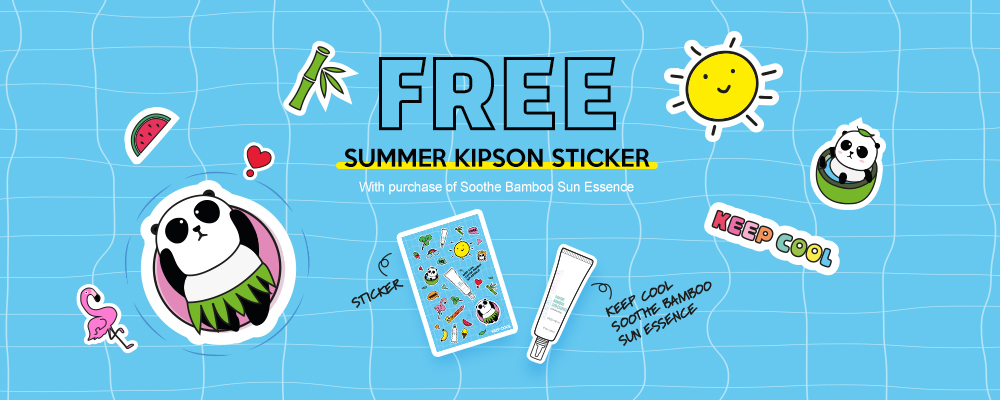 FREE
SUMMER KIPSON STICKER
With purchase of Soothe Bamboo Sun Essence
KEEP COOL
STICKER
KEEP COOL
SOOTHE BAMBOO
SUN ESSENCE